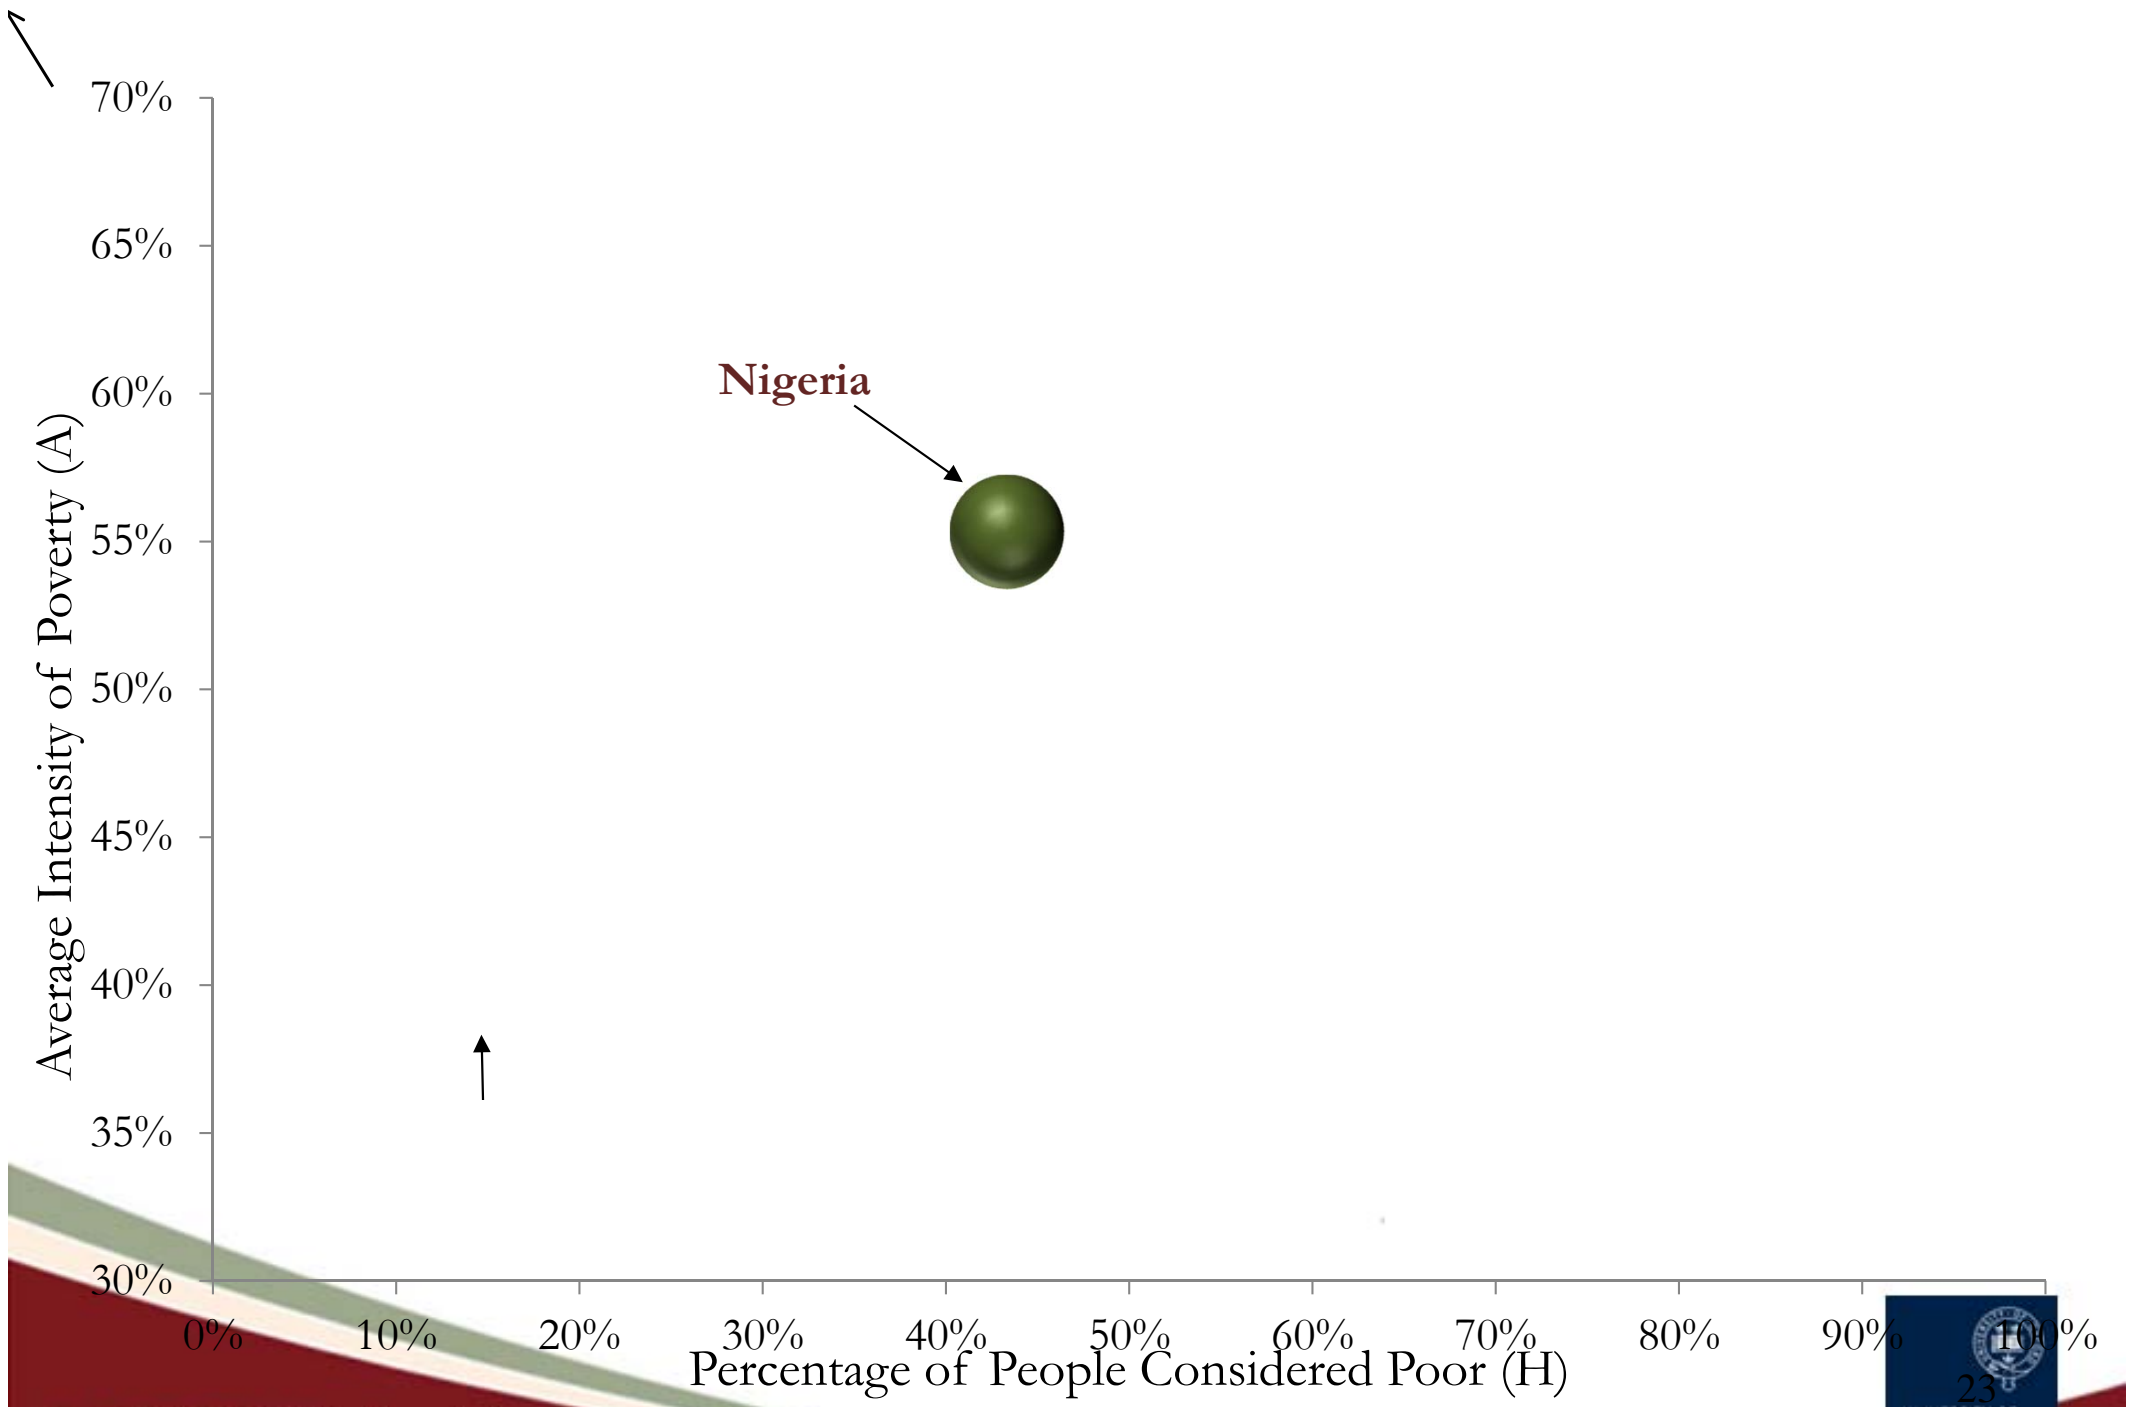 70%
65%
60%
55%
50%
45%
40%
35%
30%
Average Intensity of Poverty (A)
Nigeria
0% 10% 20% 30% 40% 50% 60% 70% 80% 90% 100%
Percentage of People Considered Poor (H)
23